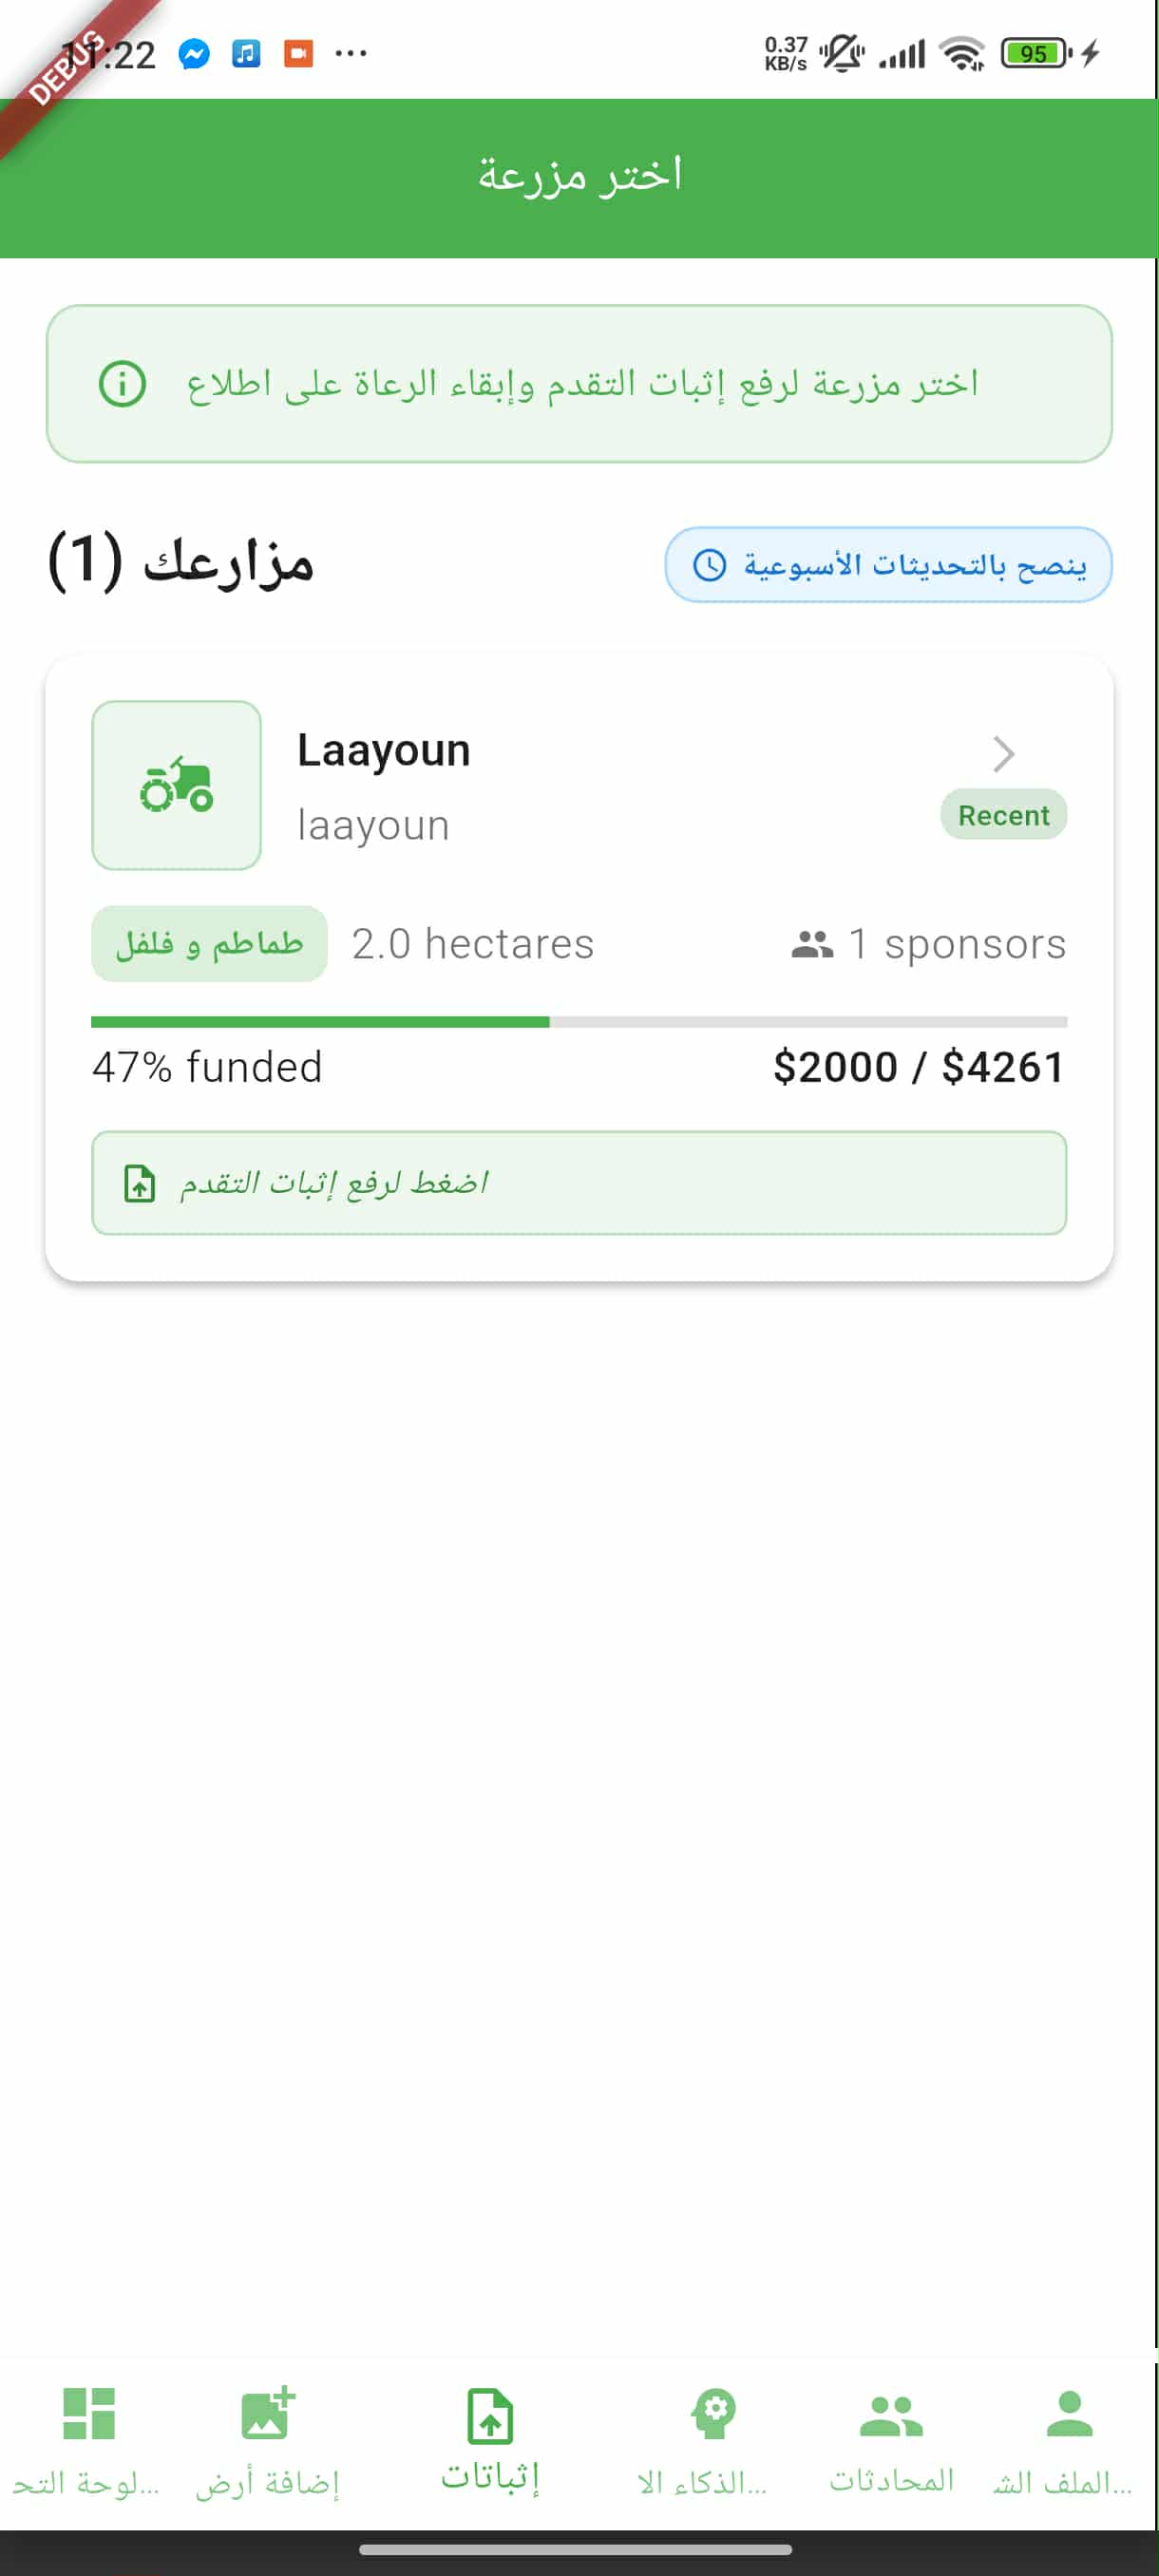 11:22
DEBUG
0.37 KB/s
95
اختر مزرعة
اختر مزرعة لرفع إثبات التقدم وإبقاء الرعاة على اطلاع
مزارعك (1)
ينصح بالتحديثات الأسبوعية
Laayoun
laayoun
Recent
طماطم و فلفل
2.0 hectares
1 sponsors
47% funded
$2000 / $4261
اضغط لرفع إثبات التقدم
لوحة التح...
إضافة أرض
إثباتات
الذكاء الا...
المحادثات
الملف الش...